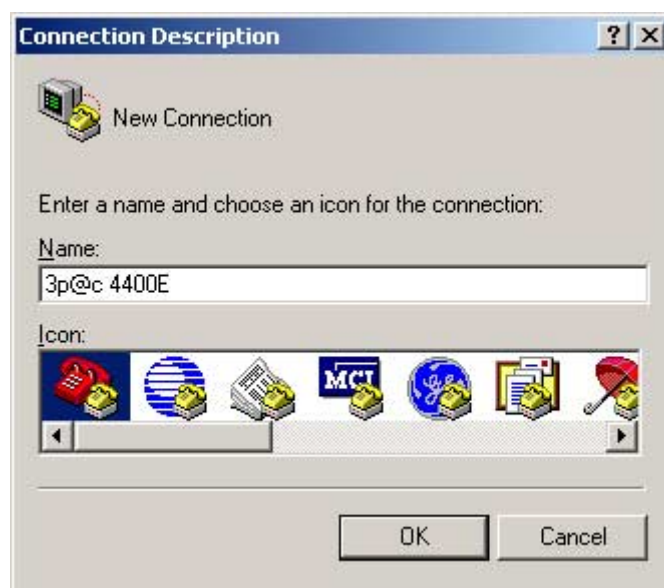 Connection Description
New Connection
Enter a name and choose an icon for the connection:
Name:
3p@c 4400E
Icon:
MCI
OK Cancel